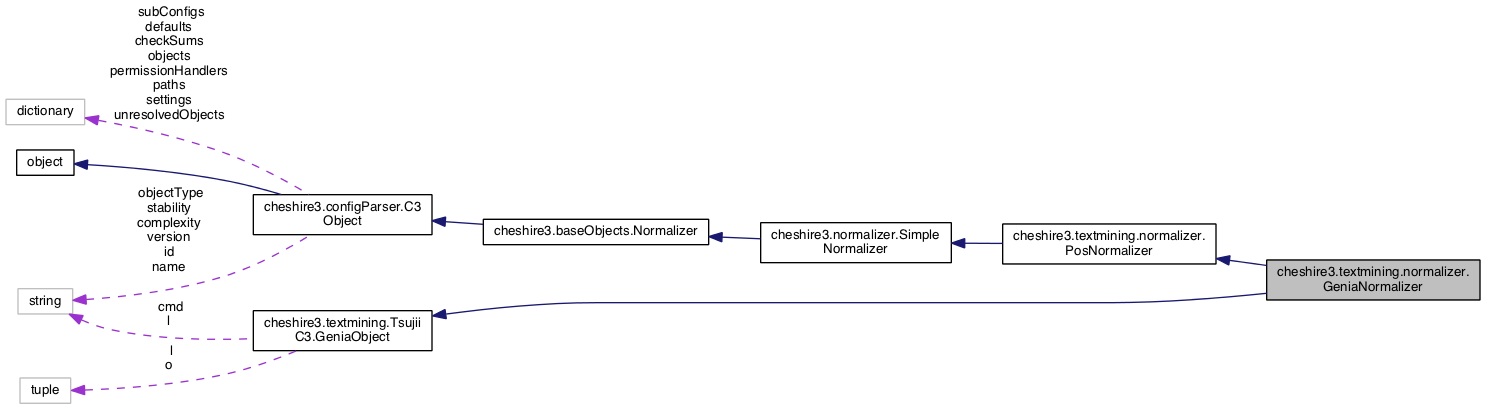 subConfigs
defaults
checkSums
objects
permissionHandlers
paths
settings
unresolvedObjects
dictionary
object
objectType
stability
complexity
version
id
name
cheshire3.configParser.C3
Object
cheshire3.baseObjects.Normalizer
cheshire3.normalizer.Simple
Normalizer
cheshire3.textmining.normalizer.
PosNormalizer
cheshire3.textmining.normalizer.
GeniaNormalizer
string
cmd
l
cheshire3.textmining.Tsujii
C3.GeniaObject
l
o
tuple